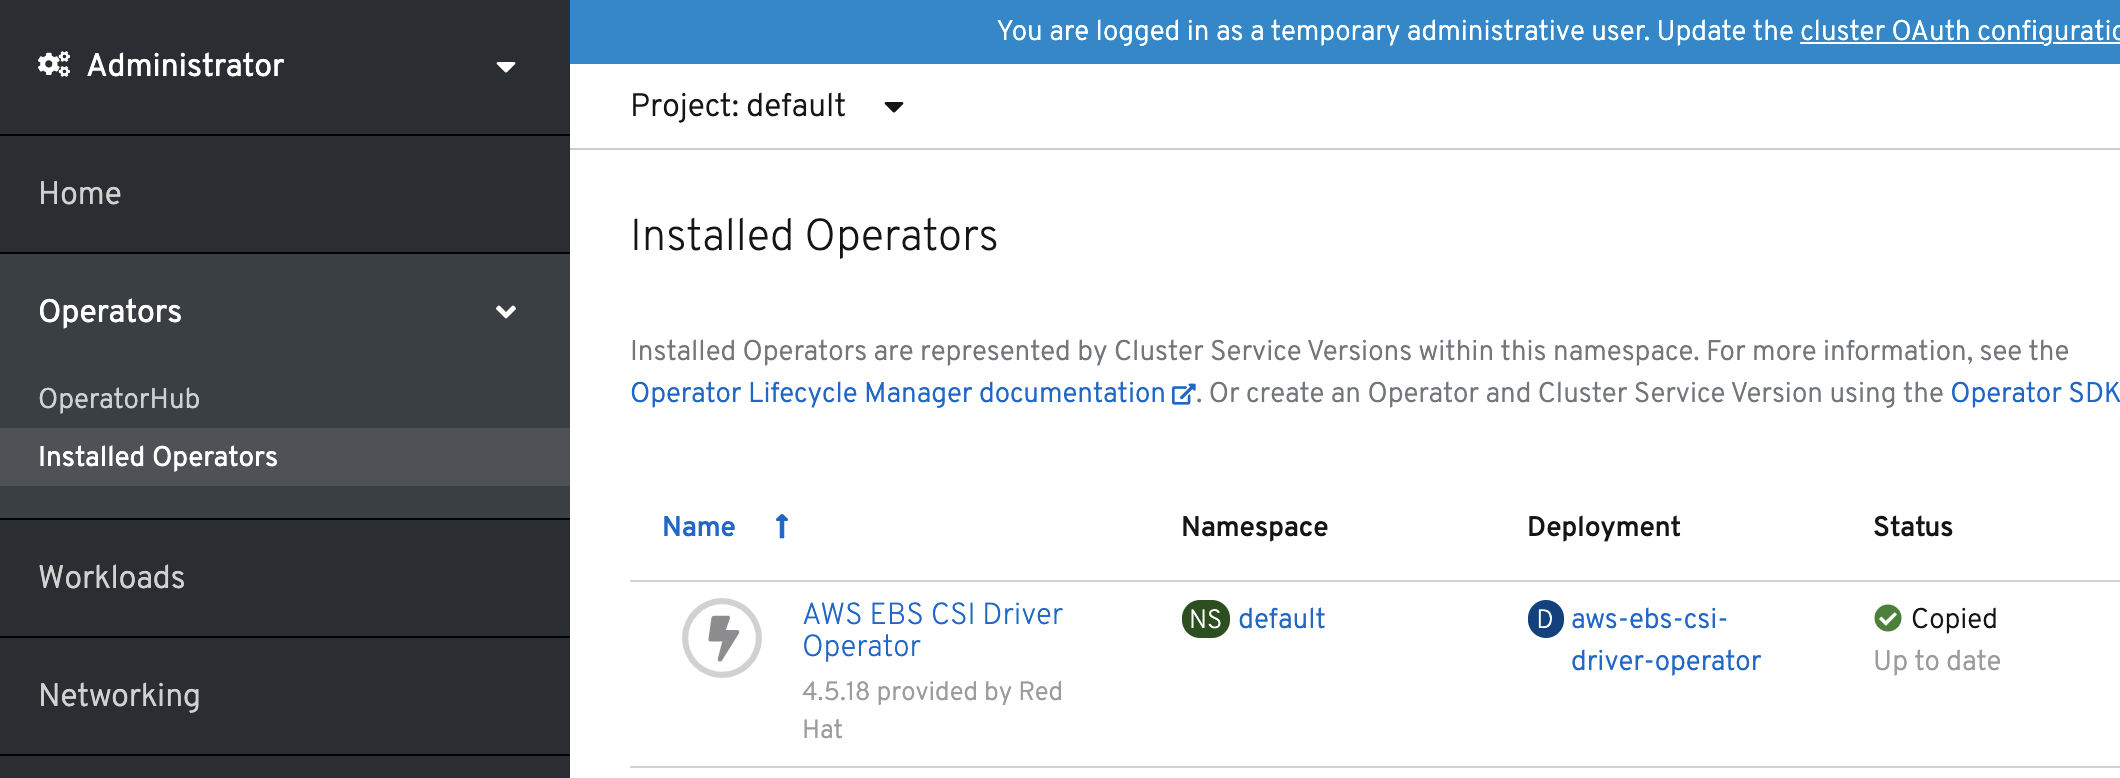 Administrator
Home
Operators
OperatorHub
Installed Operators
Workloads
Networking
You are logged in as a temporary administrative user. Update the cluster OAuth
Project: default
Installed Operators
Installed Operators are represented by Cluster Service Versions within this namespace. For more information, see the
Operator Lifecycle Manager documentation. Or create an Operator and Cluster Service Version using the Operator SDK
Name Namespace Deployment Status
AWS EBS CSI Driver
Operator
4.5.18 provided by Red
Hat
NS default
D aws-ebs-csi-
driver-operator
Copied
Up to date